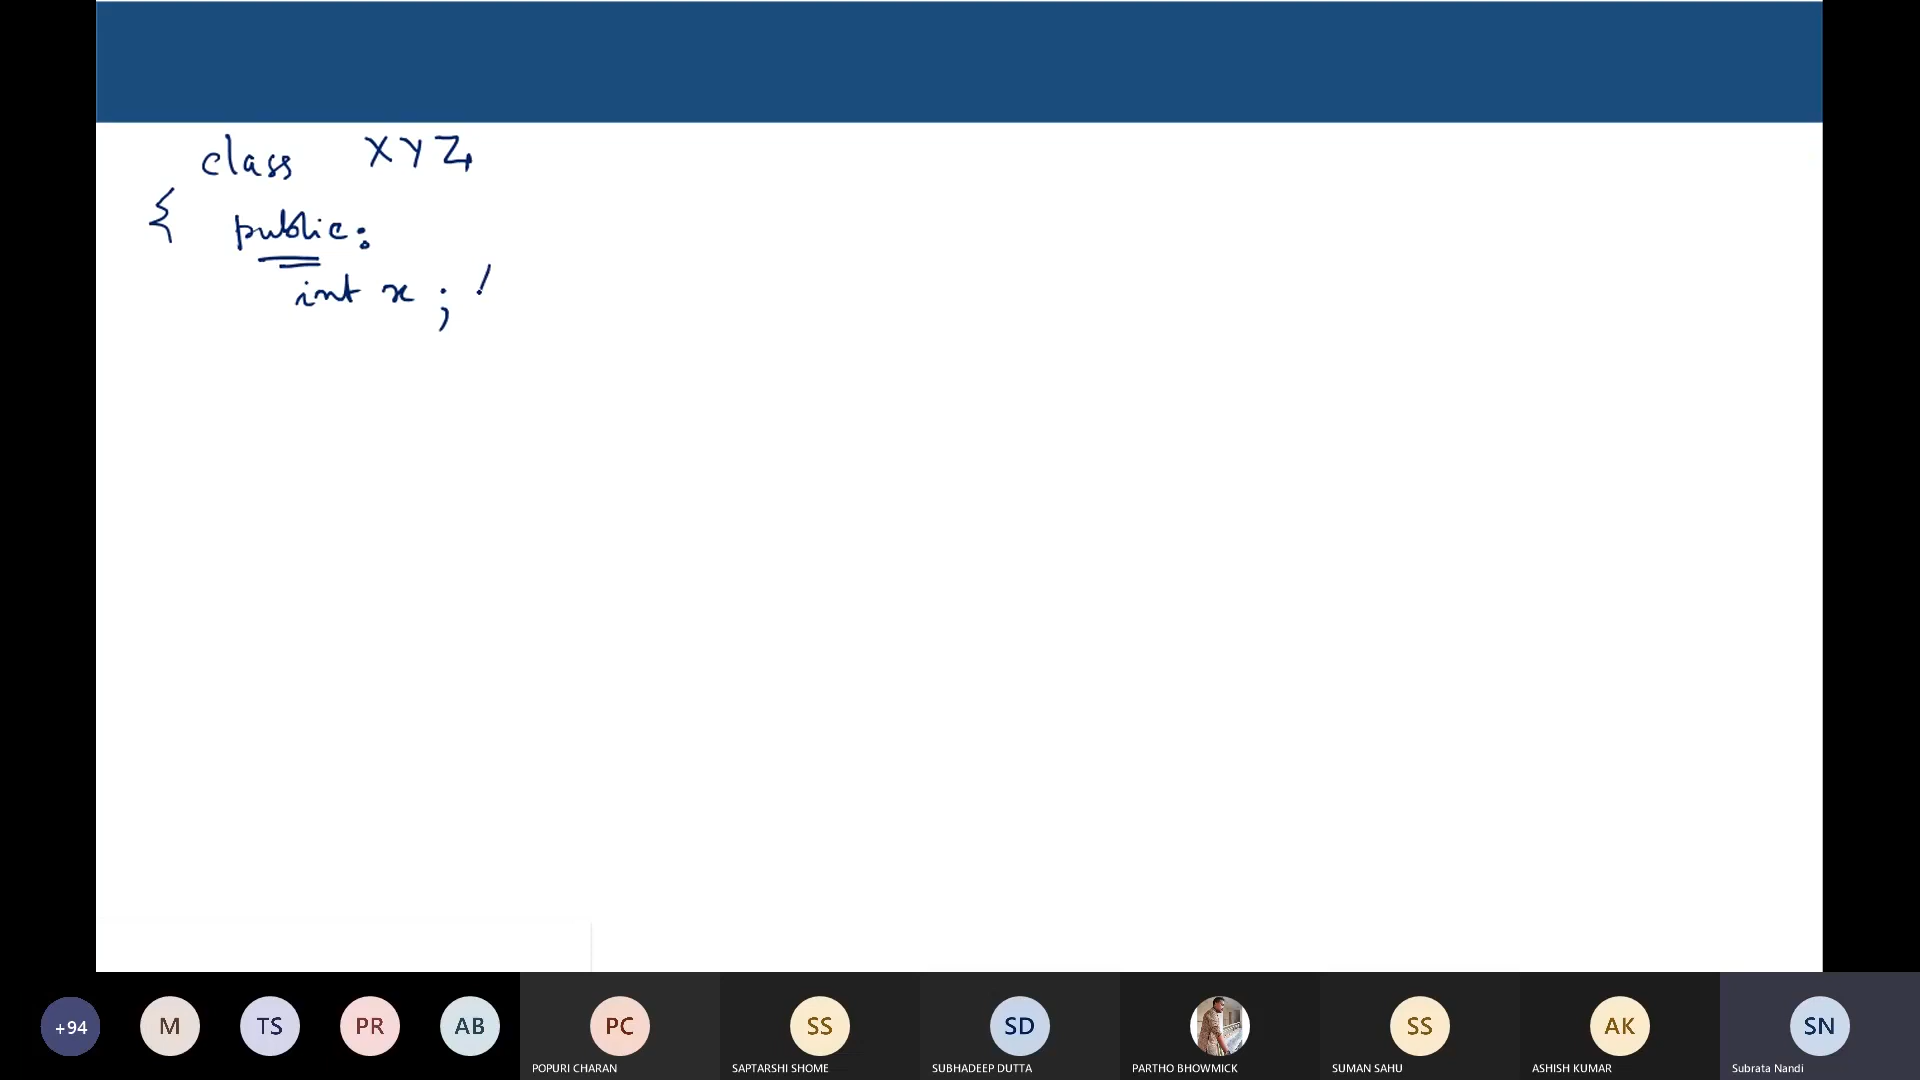 class XYZ
{ public:
int x ; /
+94
M
TS
PR
AB
PC
SS
SD
SS
AK
SN
POPURI CHARAN
SAPTARSHI SHOME
SUBHADEEP DUTTA
PARTHO BHOWMICK
SUMAN SAHU
ASHISH KUMAR
Subrata Nandi